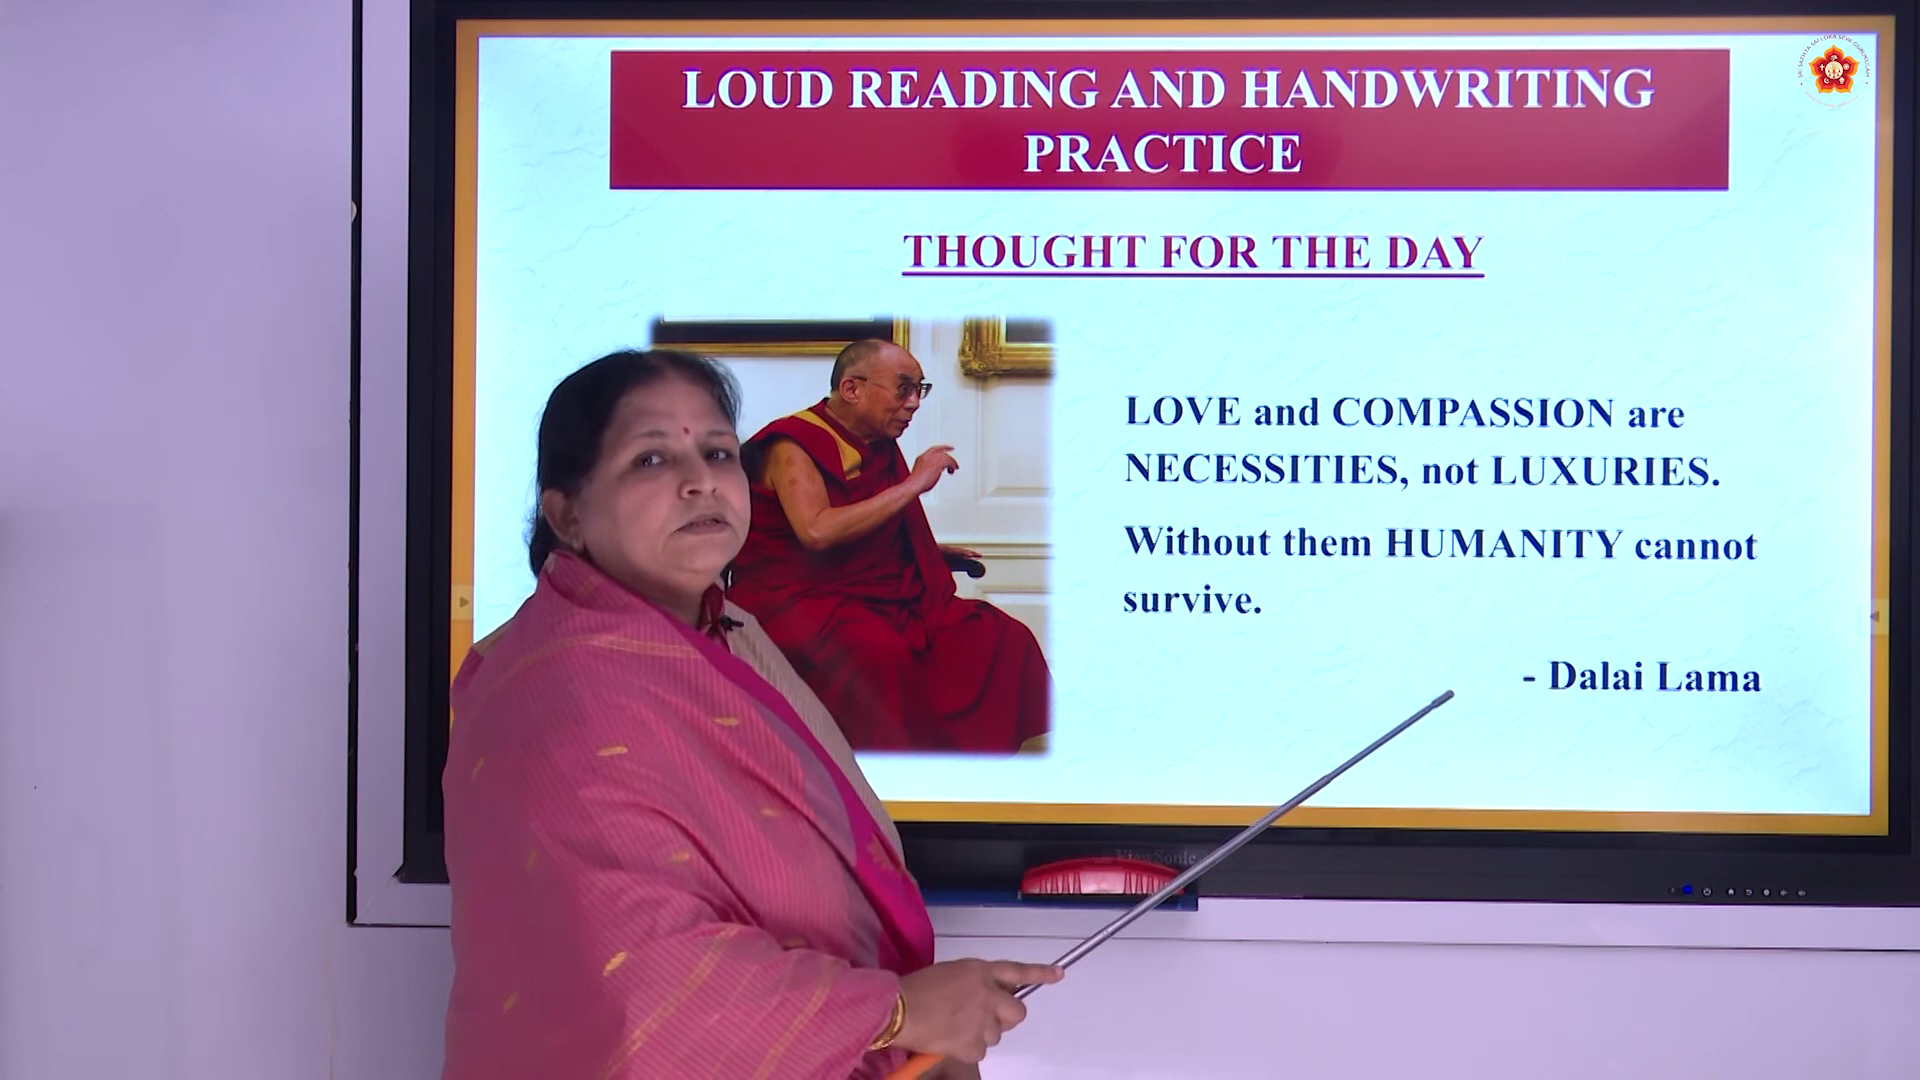 LOUD READING AND HANDWRITING
PRACTICE
THOUGHT FOR THE DAY
LOVE and COMPASSION are
NECESSITIES, not LUXURIES.
Without them HUMANITY cannot
survive.
- Dalai Lama
ViewSonic